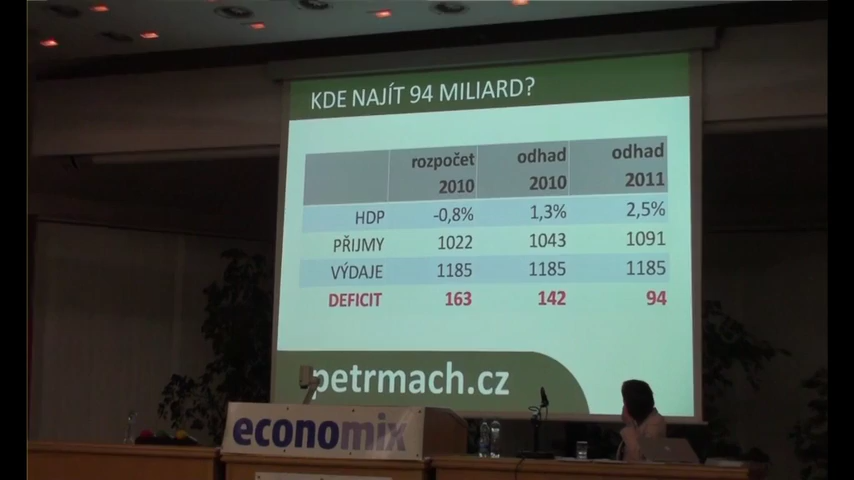 KDE NAJÍT 94 MILIARD?
rozpočet 2010 odhad 2010 odhad 2011
HDP -0,8% 1,3% 2,5%
PŘIJMY 1022 1043 1091
VÝDAJE 1185 1185 1185
DEFICIT 163 142 94
petrmach.cz
economix